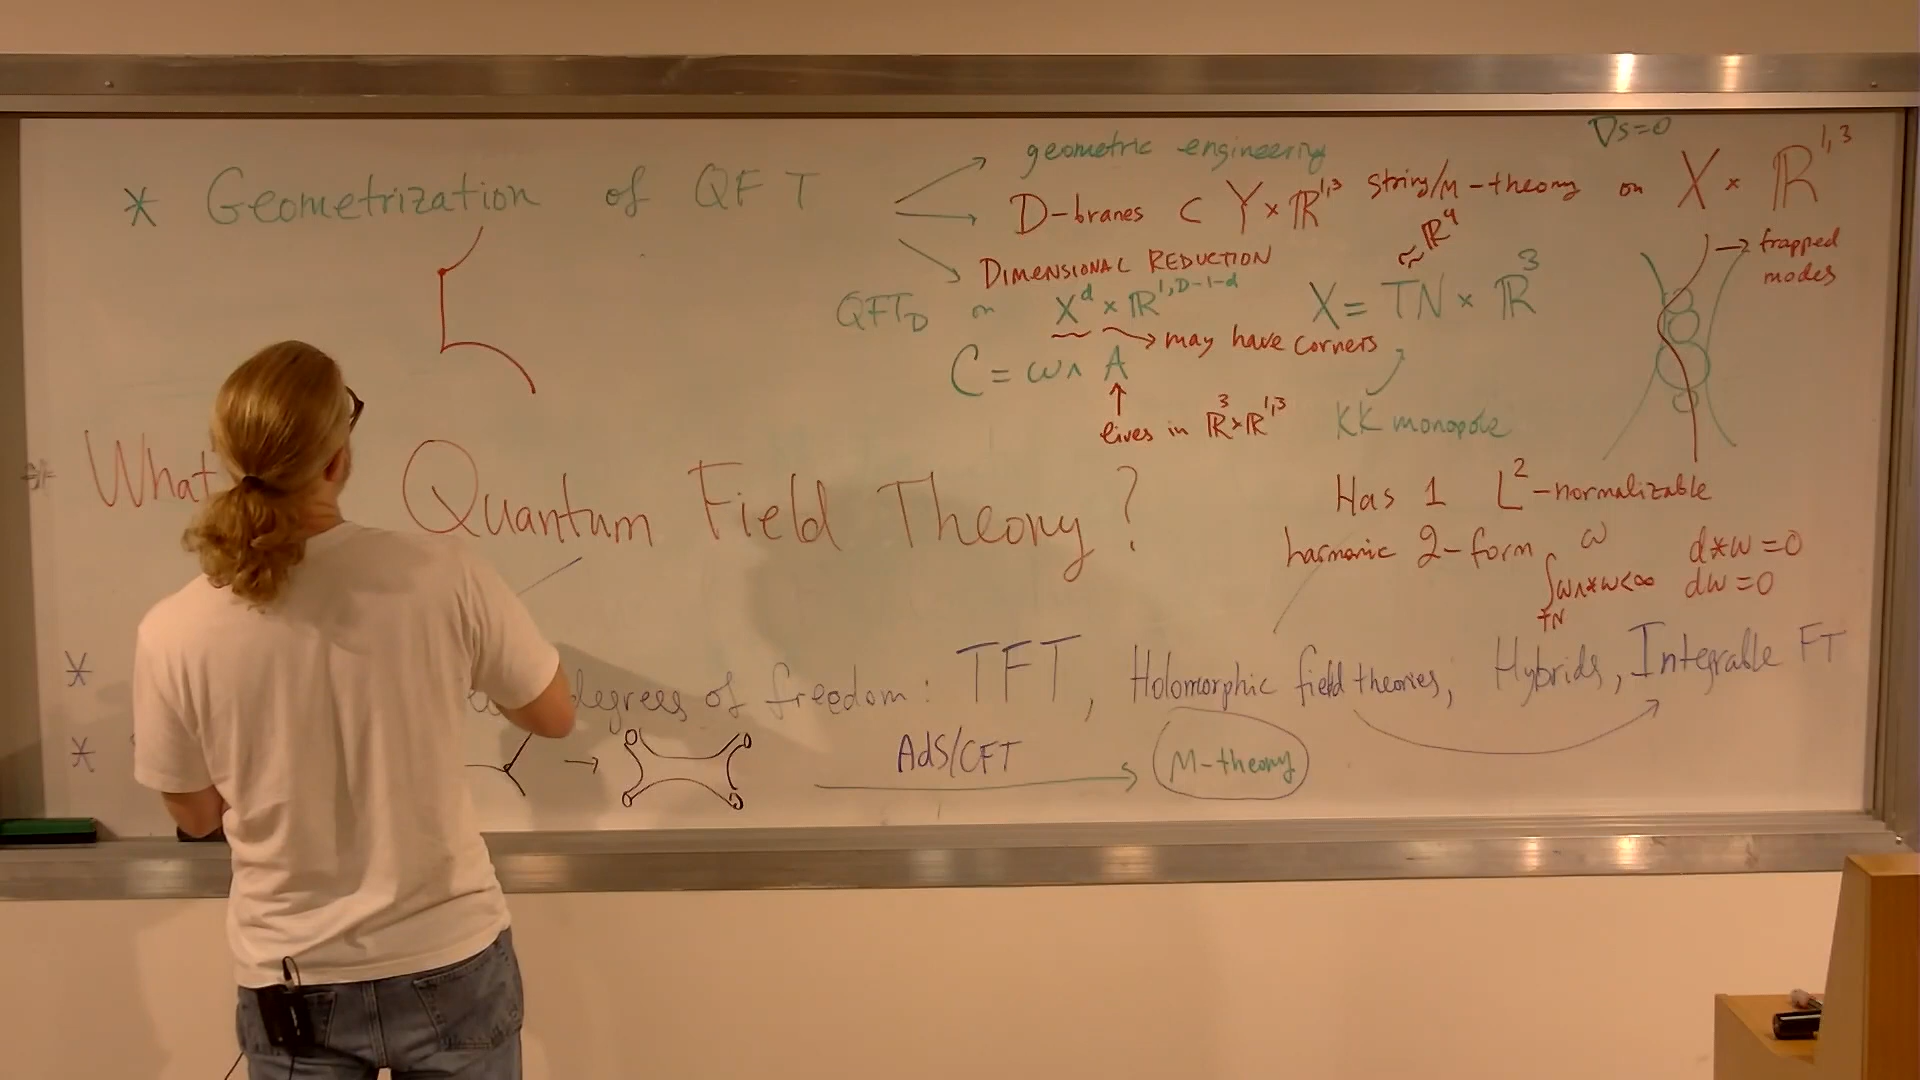 ∇s=0
* Geometrization of QFT
geometric engineering
D-branes ⊂ Y × ℝ^{1,3} String/M-theory on X × ℝ^{1,3}
≈ ℝ^4
→ trapped modes
DIMENSIONAL REDUCTION
QFT_D on X^d × ℝ^{1,D-1-d}
X = TN × ℝ^3
→ may have corners
C = ω ∧ A
lives in ℝ^3 × ℝ^{1,3}
KK monopole
What Quantum Field Theory?
Has 1 L^2-normalizable
harmonic 2-form ω d*ω=0
∫_{TN} ω∧*ω<∞ dω=0
* degrees of freedom: TFT, Holomorphic field theories, Hybrids, Integrable FT
* → AdS/CFT M-theory